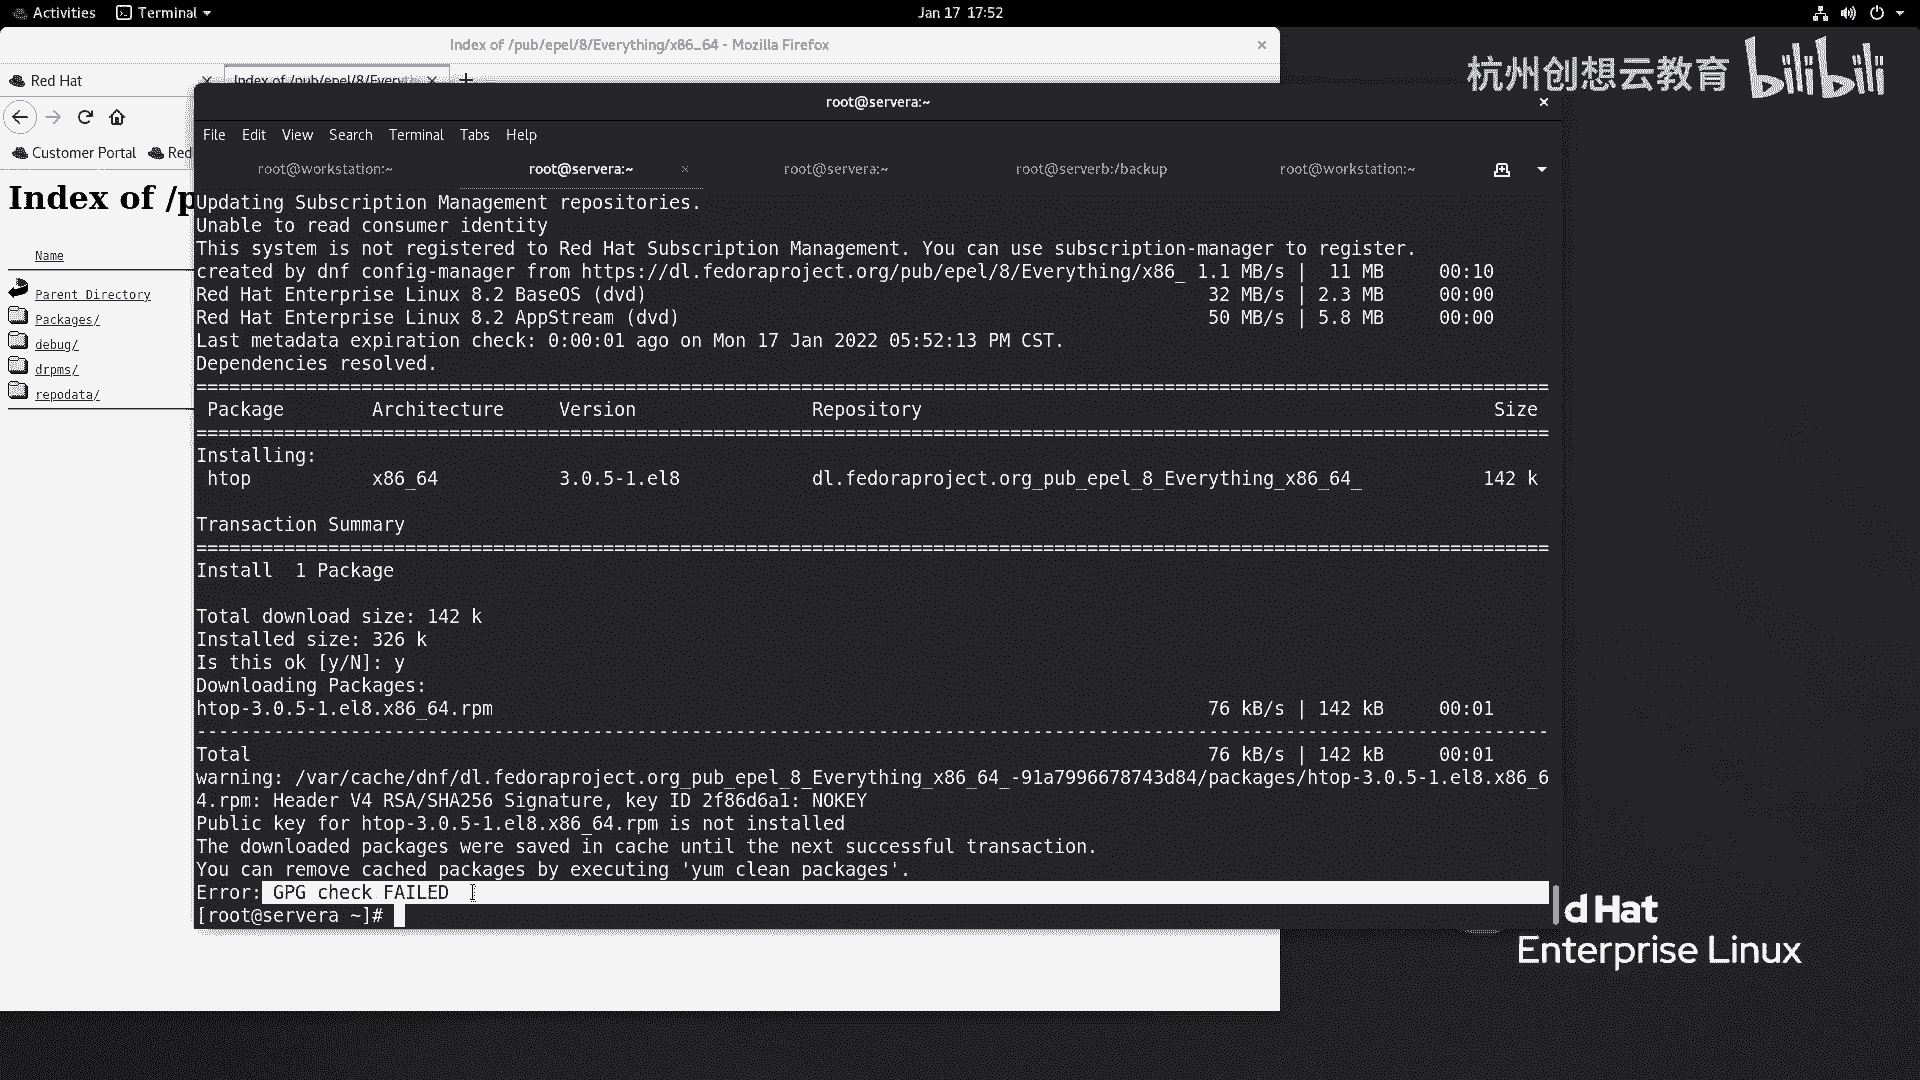 Activities Terminal Jan 17 17:52
Index of /pub/epel/8/Everything/x86_64 - Mozilla Firefox
杭州创想云教育 bilibili
Red Hat Index of /pub/epel/8/Everyth
root@servera:~
File Edit View Search Terminal Tabs Help
Customer Portal Red
root@workstation:~ root@servera:~ root@servera:~ root@serverb:/backup root@workstation:~
Index of /p
Name
Parent Directory
Packages/
debug/
drpms/
repodata/
Updating Subscription Management repositories.
Unable to read consumer identity
This system is not registered to Red Hat Subscription Management. You can use subscription-manager to register.
created by dnf config-manager from https://dl.fedoraproject.org/pub/epel/8/Everything/x86_ 1.1 MB/s | 11 MB 00:10
Red Hat Enterprise Linux 8.2 BaseOS (dvd) 32 MB/s | 2.3 MB 00:00
Red Hat Enterprise Linux 8.2 AppStream (dvd) 50 MB/s | 5.8 MB 00:00
Last metadata expiration check: 0:00:01 ago on Mon 17 Jan 2022 05:52:13 PM CST.
Dependencies resolved.
================================================================================
Package Architecture Version Repository Size
================================================================================
Installing:
htop x86_64 3.0.5-1.el8 dl.fedoraproject.org_pub_epel_8_Everything_x86_64_ 142 k
Transaction Summary
================================================================================
Install 1 Package
Total download size: 142 k
Installed size: 326 k
Is this ok [y/N]: y
Downloading Packages:
htop-3.0.5-1.el8.x86_64.rpm 76 kB/s | 142 kB 00:01
--------------------------------------------------------------------------------
Total 76 kB/s | 142 kB 00:01
warning: /var/cache/dnf/dl.fedoraproject.org_pub_epel_8_Everything_x86_64_-91a7996678743d84/packages/htop-3.0.5-1.el8.x86_6
4.rpm: Header V4 RSA/SHA256 Signature, key ID 2f86d6a1: NOKEY
Public key for htop-3.0.5-1.el8.x86_64.rpm is not installed
The downloaded packages were saved in cache until the next successful transaction.
You can remove cached packages by executing 'yum clean packages'.
Error: GPG check FAILED
[root@servera ~]#
d Hat
Enterprise Linux